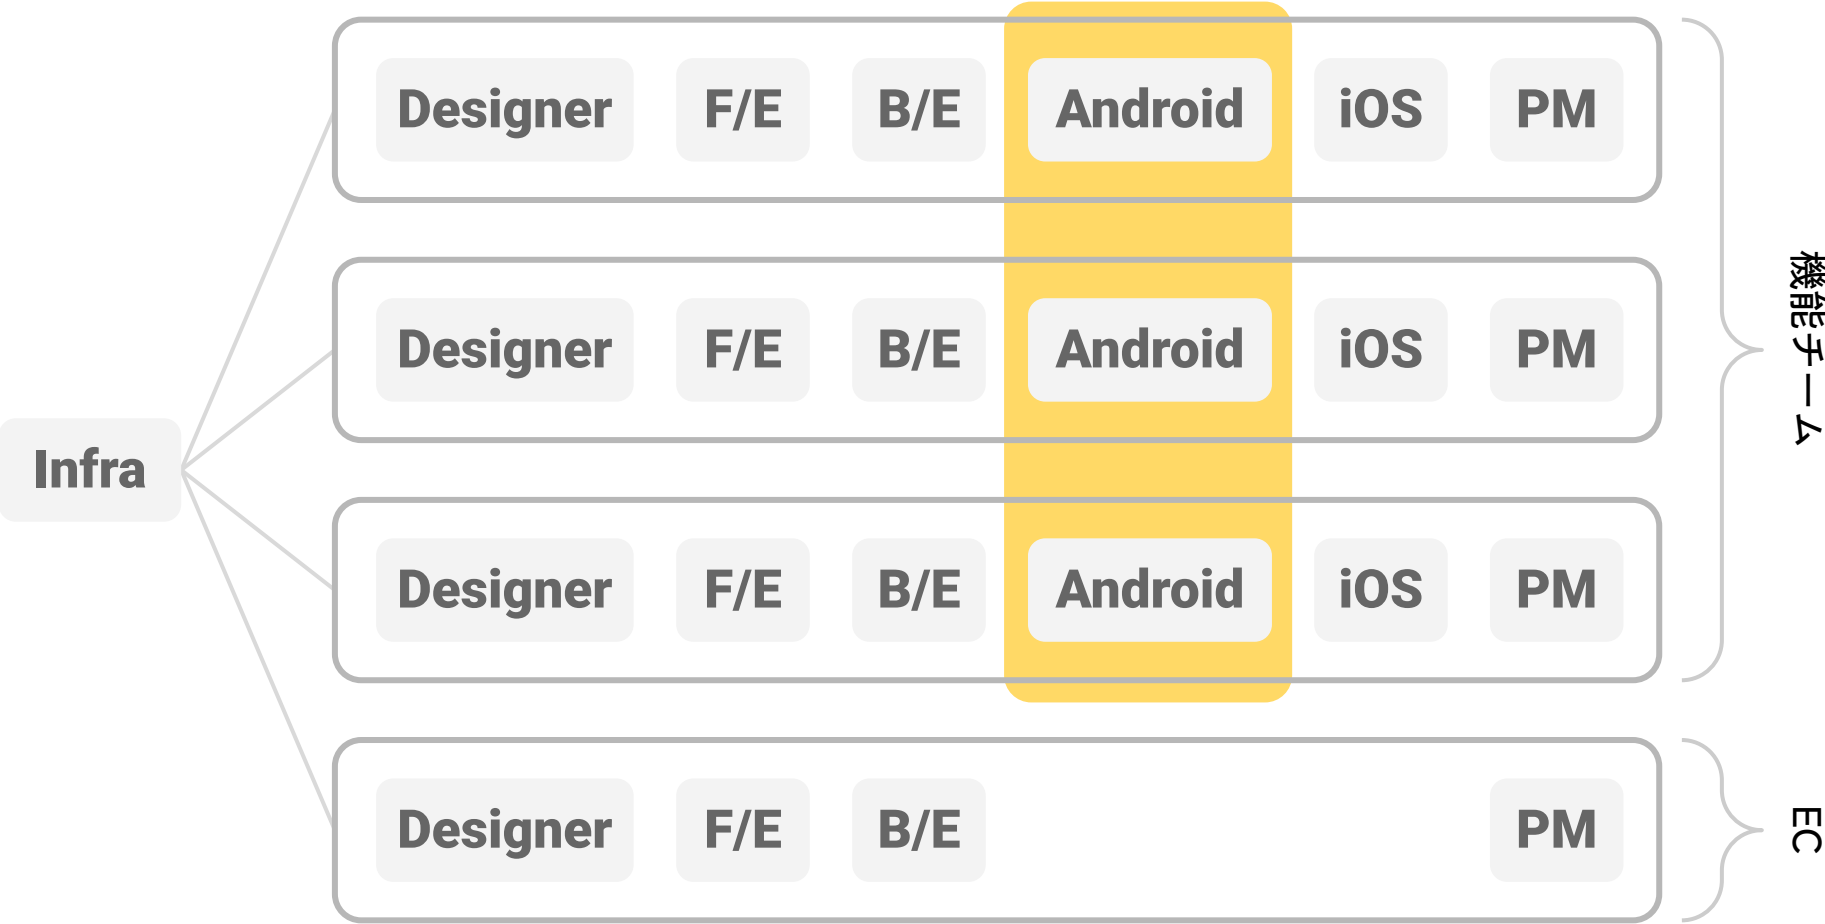 Designer F/E B/E Android iOS PM
Designer F/E B/E Android iOS PM
機能チーム
Infra
Designer F/E B/E Android iOS PM
Designer F/E B/E PM
EC